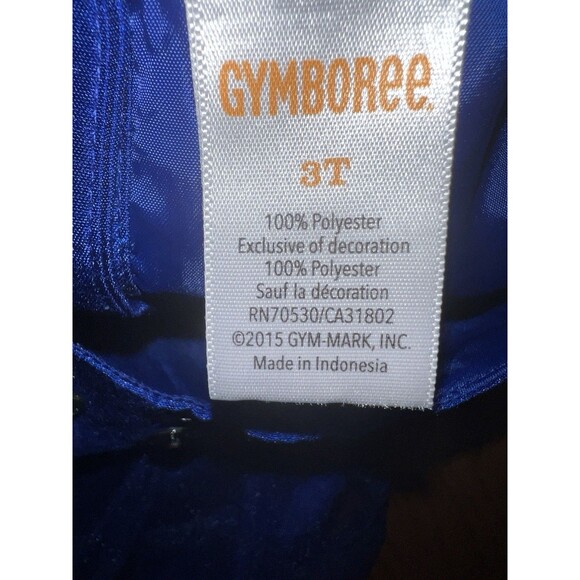 GYMBOREE
3T
100% Polyester
Exclusive of decoration
100% Polyester
Sauf la décoration
RN70530/CA31802
©2015 GYM-MARK, INC.
Made in Indonesia